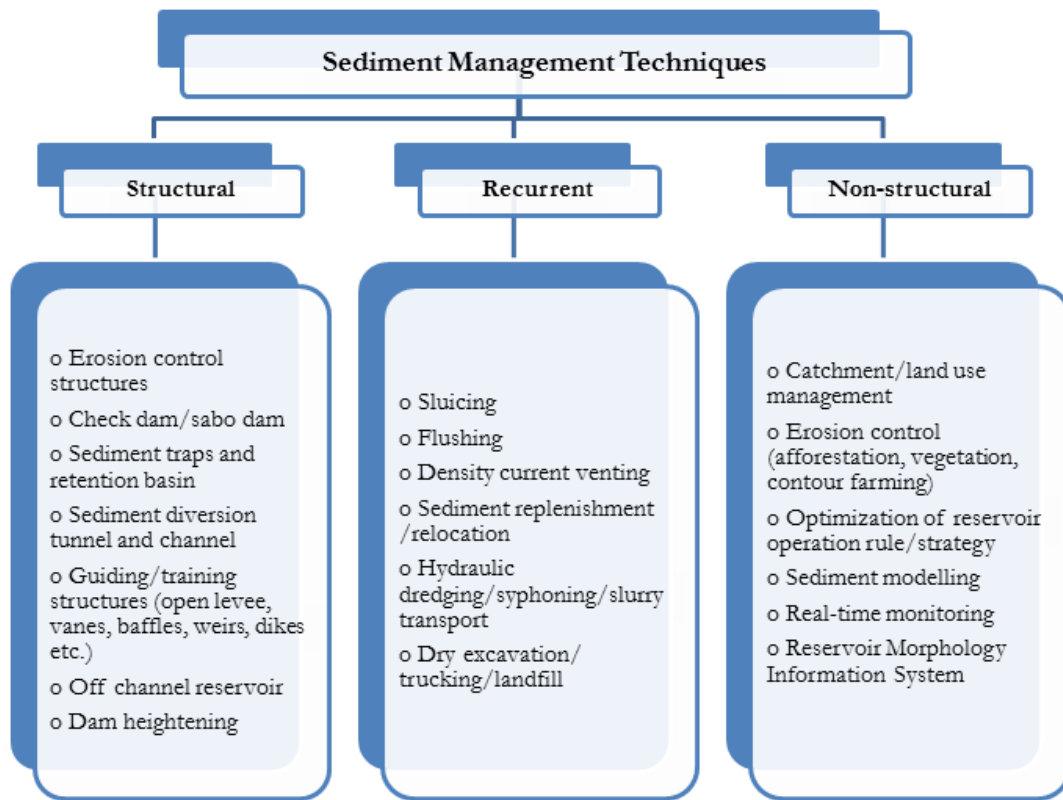 Sediment Management Techniques
Structural
Recurrent
Non-structural
o Erosion control
structures
o Check dam/sabo dam
o Sediment traps and
retention basin
o Sediment diversion
tunnel and channel
o Guiding/training
structures (open levee,
vanes, baffles, weirs, dikes
etc.)
o Off channel reservoir
o Dam heightening
o Sluicing
o Flushing
o Density current venting
o Sediment replenishment
/relocation
o Hydraulic
dredging/syphoning/slurry
transport
o Dry excavation/
trucking/landfill
o Catchment/land use
management
o Erosion control
(afforestation, vegetation,
contour farming)
o Optimization of reservoir
operation rule/strategy
o Sediment modelling
o Real-time monitoring
o Reservoir Morphology
Information System